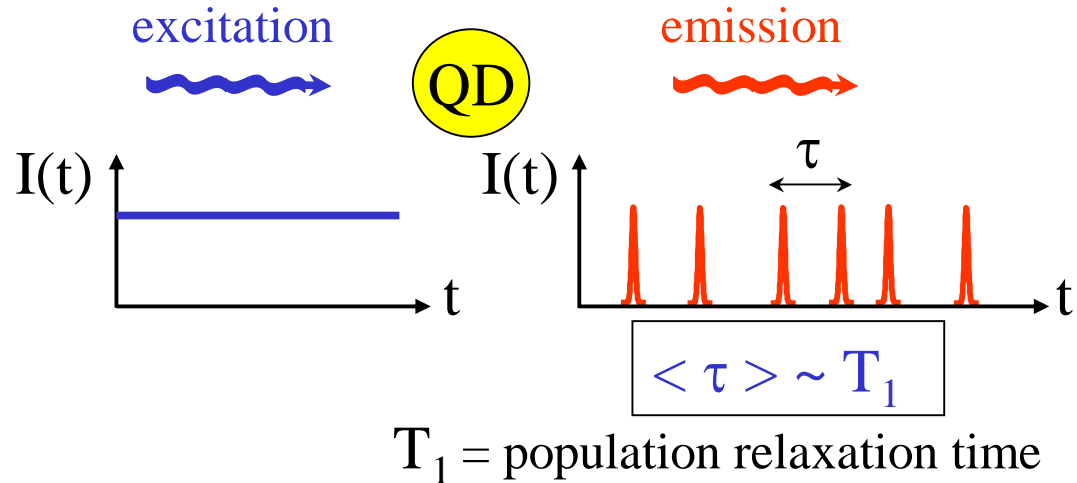 excitation
QD
emission
I(t)
t
I(t)
τ
t
< τ > ~ T₁
T₁ = population relaxation time